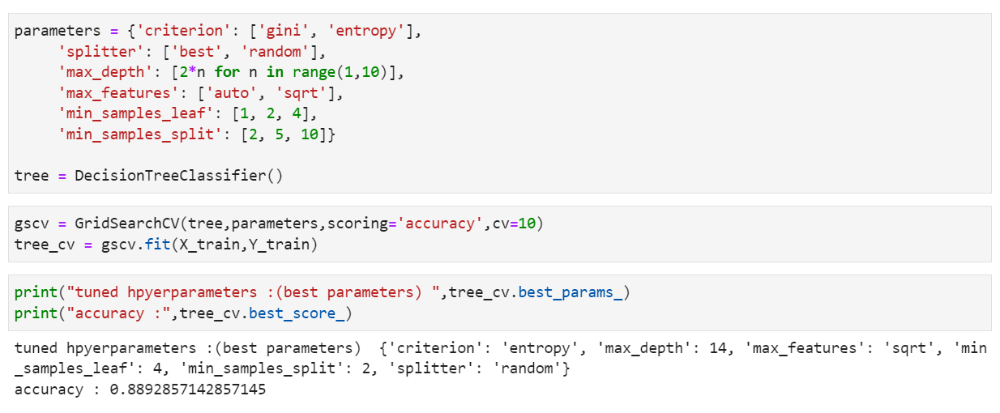 parameters = {'criterion': ['gini', 'entropy'],
     'splitter': ['best', 'random'],
     'max_depth': [2*n for n in range(1,10)],
     'max_features': ['auto', 'sqrt'],
     'min_samples_leaf': [1, 2, 4],
     'min_samples_split': [2, 5, 10]}
tree = DecisionTreeClassifier()
gscv = GridSearchCV(tree,parameters,scoring='accuracy',cv=10)
tree_cv = gscv.fit(X_train,Y_train)
print("tuned hpyerparameters :(best parameters) ",tree_cv.best_params_)
print("accuracy :",tree_cv.best_score_)
tuned hpyerparameters :(best parameters)  {'criterion': 'entropy', 'max_depth': 14, 'max_features': 'sqrt', 'min
_samples_leaf': 4, 'min_samples_split': 2, 'splitter': 'random'}
accuracy : 0.8892857142857145